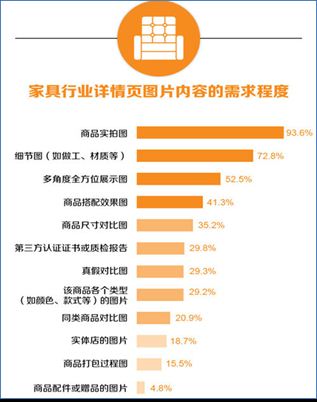 家具行业详情页图片内容的需求程度
商品实拍图 93.6%
细节图（如做工、材质等） 72.8%
多角度全方位展示图 52.5%
商品搭配效果图 41.3%
商品尺寸对比图 35.2%
第三方认证证书或质检报告 29.8%
真假对比图 29.3%
该商品各个类型
（如颜色、款式等）的图片 29.2%
同类商品对比图 20.9%
实体店的图片 18.7%
商品打包过程图 15.5%
商品配件或赠品的图片 4.8%